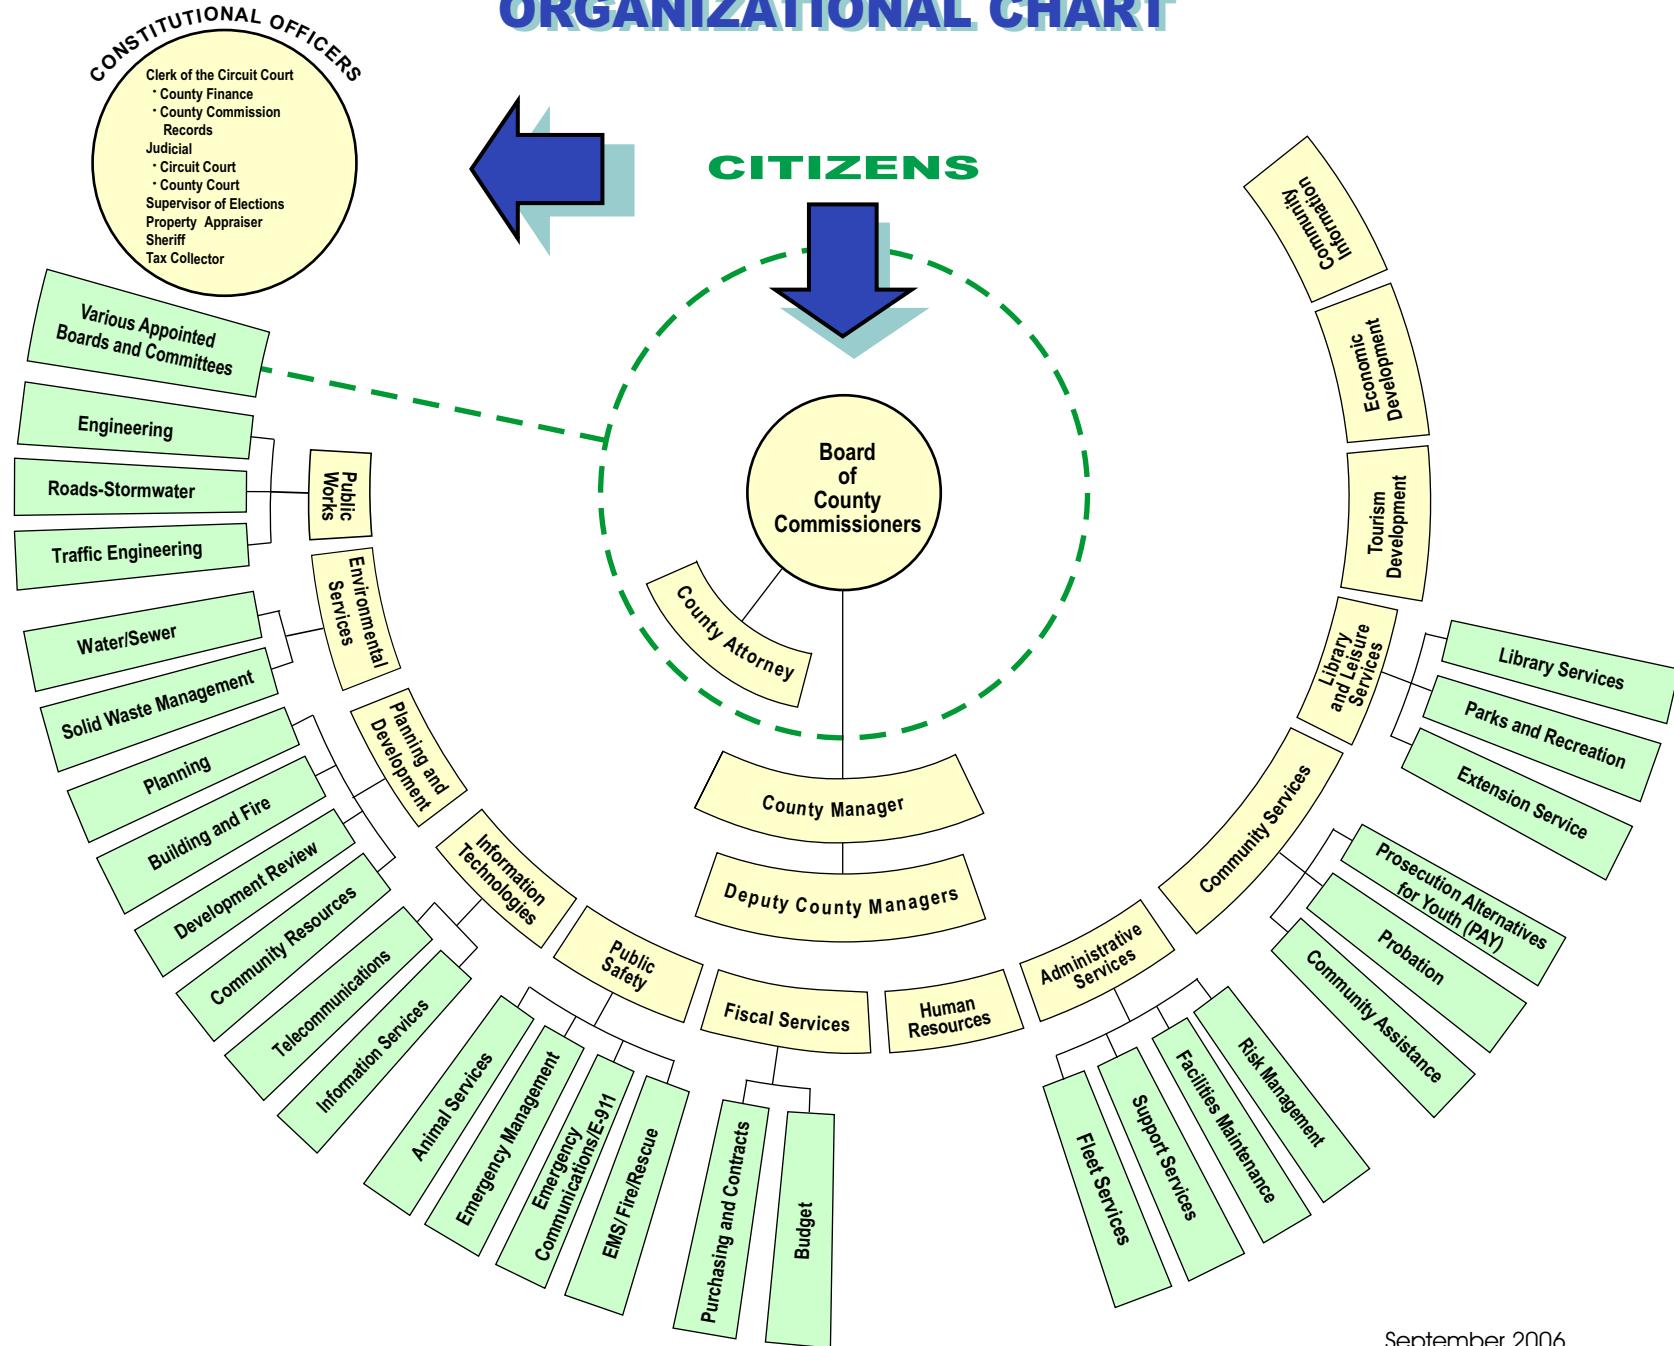 ORGANIZATIONAL CHART
CONSTITUTIONAL OFFICERS
Clerk of the Circuit Court
· County Finance
· County Commission
Records
Judicial
· Circuit Court
· County Court
Supervisor of Elections
Property Appraiser
Sheriff
Tax Collector
CITIZENS
Board
of
County
Commissioners
County Attorney
County Manager
Deputy County Managers
Various Appointed
Boards and Committees
Public
Works
Engineering
Roads-Stormwater
Traffic Engineering
Environmental
Services
Water/Sewer
Solid Waste Management
Planning and
Development
Planning
Building and Fire
Development Review
Community Resources
Information
Technologies
Telecommunications
Information Services
Public
Safety
Animal Services
Emergency Management
Emergency
Communications/E-911
EMS/Fire/Rescue
Fiscal Services
Purchasing and Contracts
Budget
Human
Resources
Administrative
Services
Fleet Services
Support Services
Facilities Maintenance
Risk Management
Community Services
Prosecution Alternatives
for Youth (PAY)
Probation
Community Assistance
Library
and Leisure
Services
Library Services
Parks and Recreation
Extension Service
Tourism
Development
Economic
Development
Community
Information
September 2006